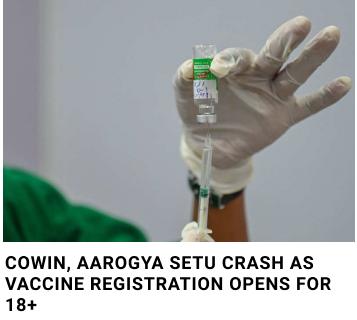 COWIN, AAROGYA SETU CRASH AS
VACCINE REGISTRATION OPENS FOR
18+